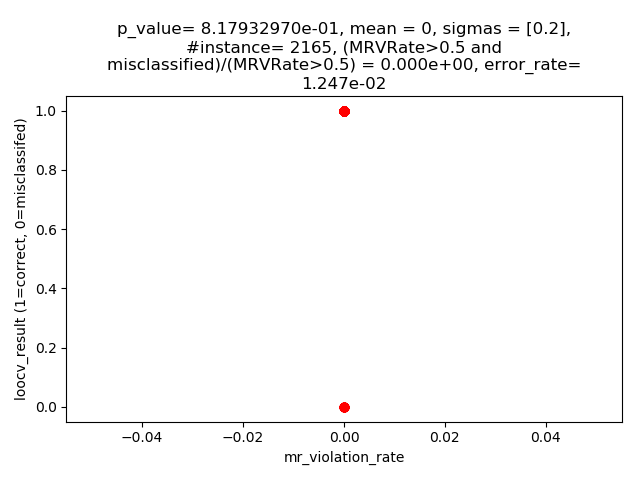 p_value= 8.17932970e-01, mean = 0, sigmas = [0.2],
#instance= 2165, (MRVRate>0.5 and
misclassified)/(MRVRate>0.5) = 0.000e+00, error_rate=
1.247e-02
1.0
0.8
0.6
0.4
0.2
0.0
loocv_result (1=correct, 0=misclassifed)
−0.04
−0.02
0.00
0.02
0.04
mr_violation_rate